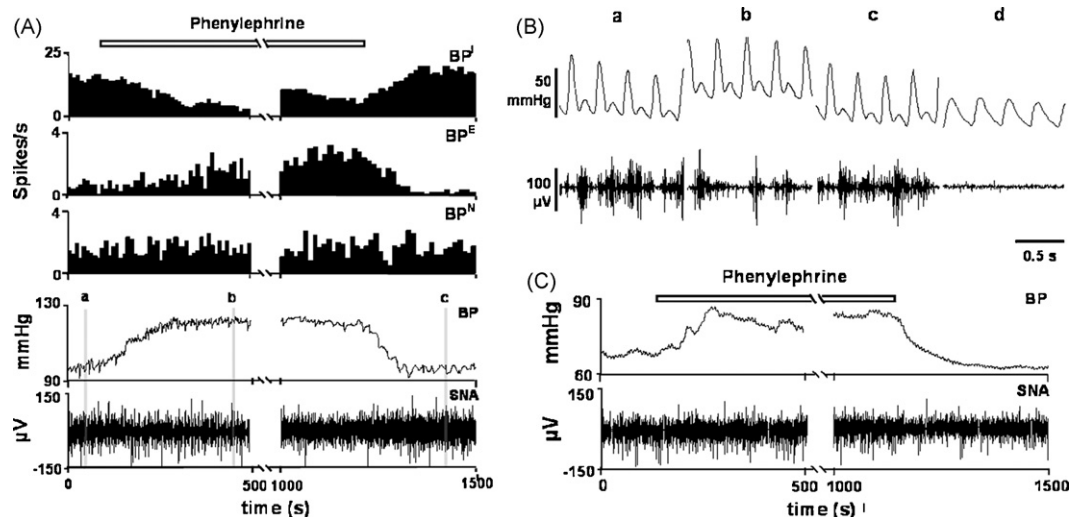 (A)
Phenylephrine
25
0
BP^I
Spikes/s
4
0
BP^E
4
0
BP^N
130
90
mmHg
a
b
c
BP
150
-150
µV
SNA
0
500
1000
1500
time (s)
(B)
a
b
c
d
50
mmHg
100
µV
0.5 s
(C)
Phenylephrine
90
60
mmHg
BP
150
-150
µV
SNA
0
500
1000
1500
time (s)